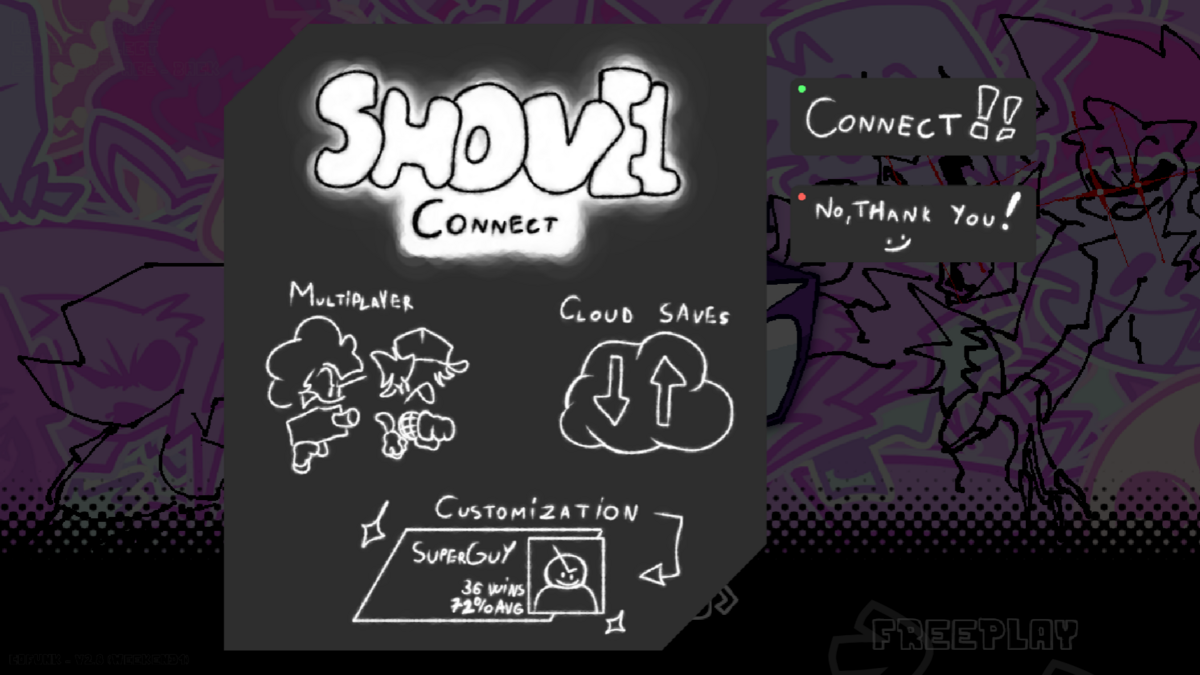 SHOVEL
CONNECT
MULTIPLAYER
CLOUD SAVES
CUSTOMIZATION
SUPERGUY
36 WINS
72% AVG
CONNECT!!
NO, THANK YOU!
:)
FREEPLAY